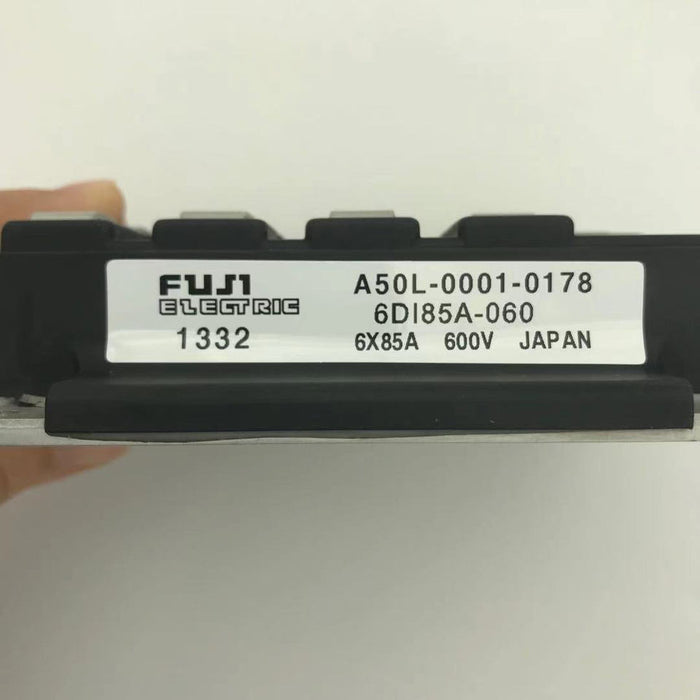 FUJI
ELECTRIC
1332
A50L-0001-0178
6DI85A-060
6X85A 600V JAPAN